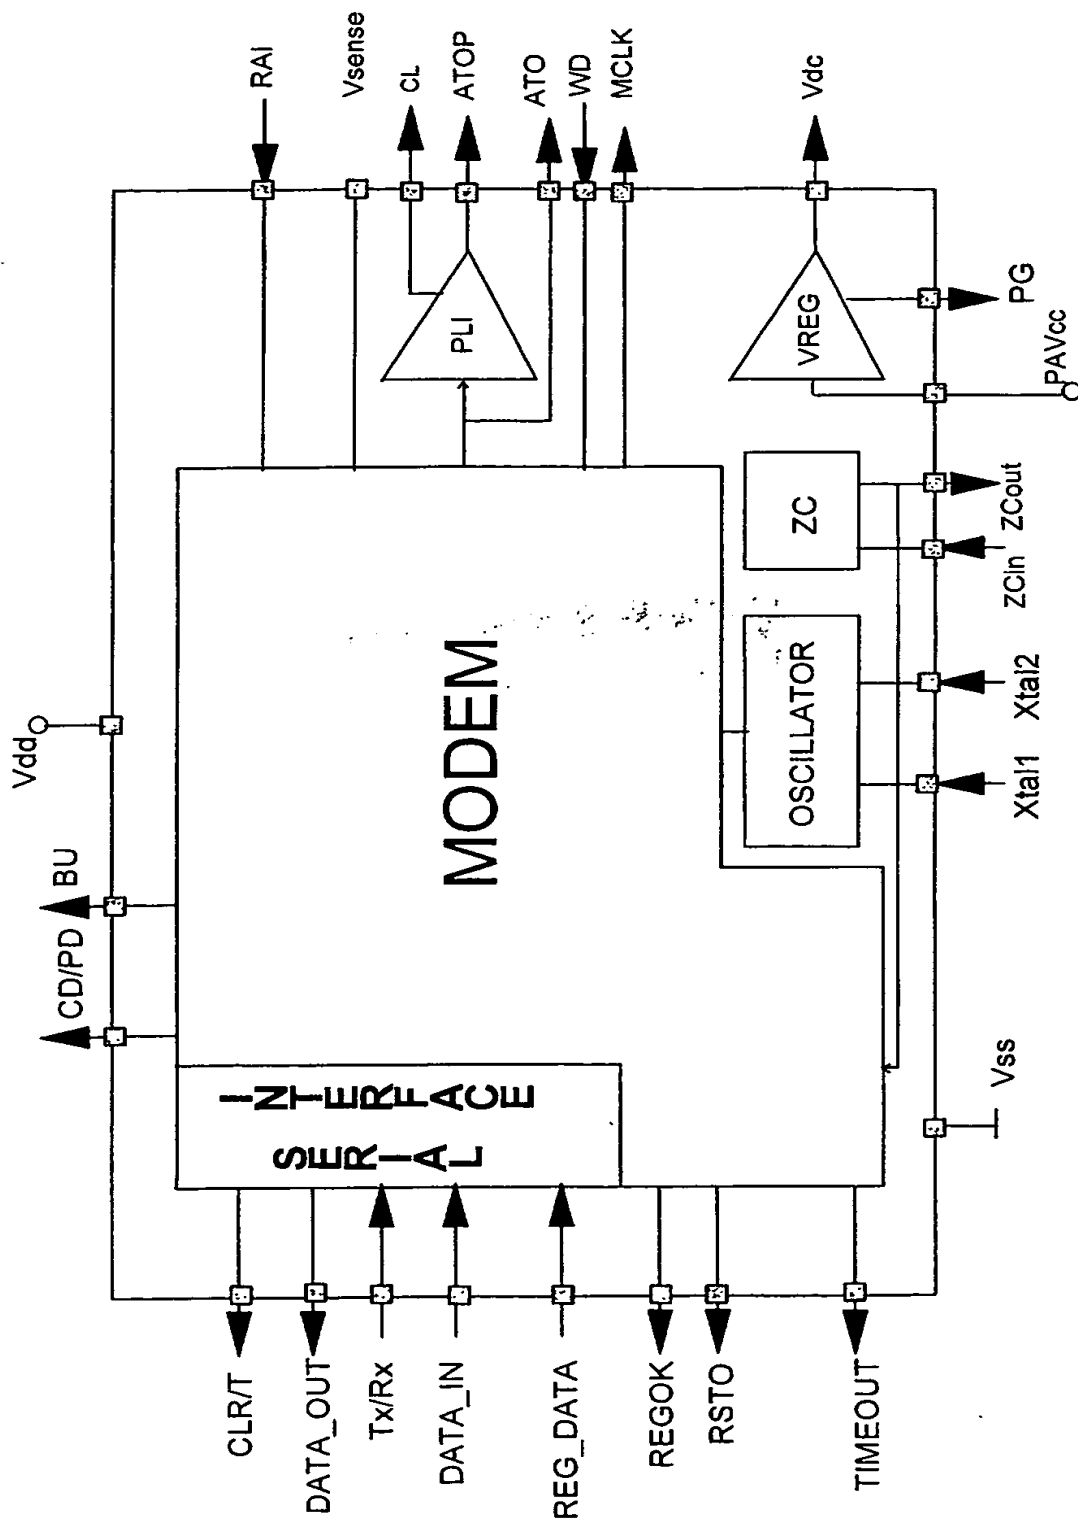 CD/PD
BU
Vdd
CLR/T
DATA_OUT
Tx/Rx
DATA_IN
REG_DATA
REGOK
RSTO
TIMEOUT
SERIAL
INTERFACE
MODEM
OSCILLATOR
ZC
PLI
VREG
RAI
Vsense
CL
ATOP
ATO
WD
MCLK
Vdc
Vss
Xtal1
Xtal2
ZCin
ZCout
PAVcc
PG